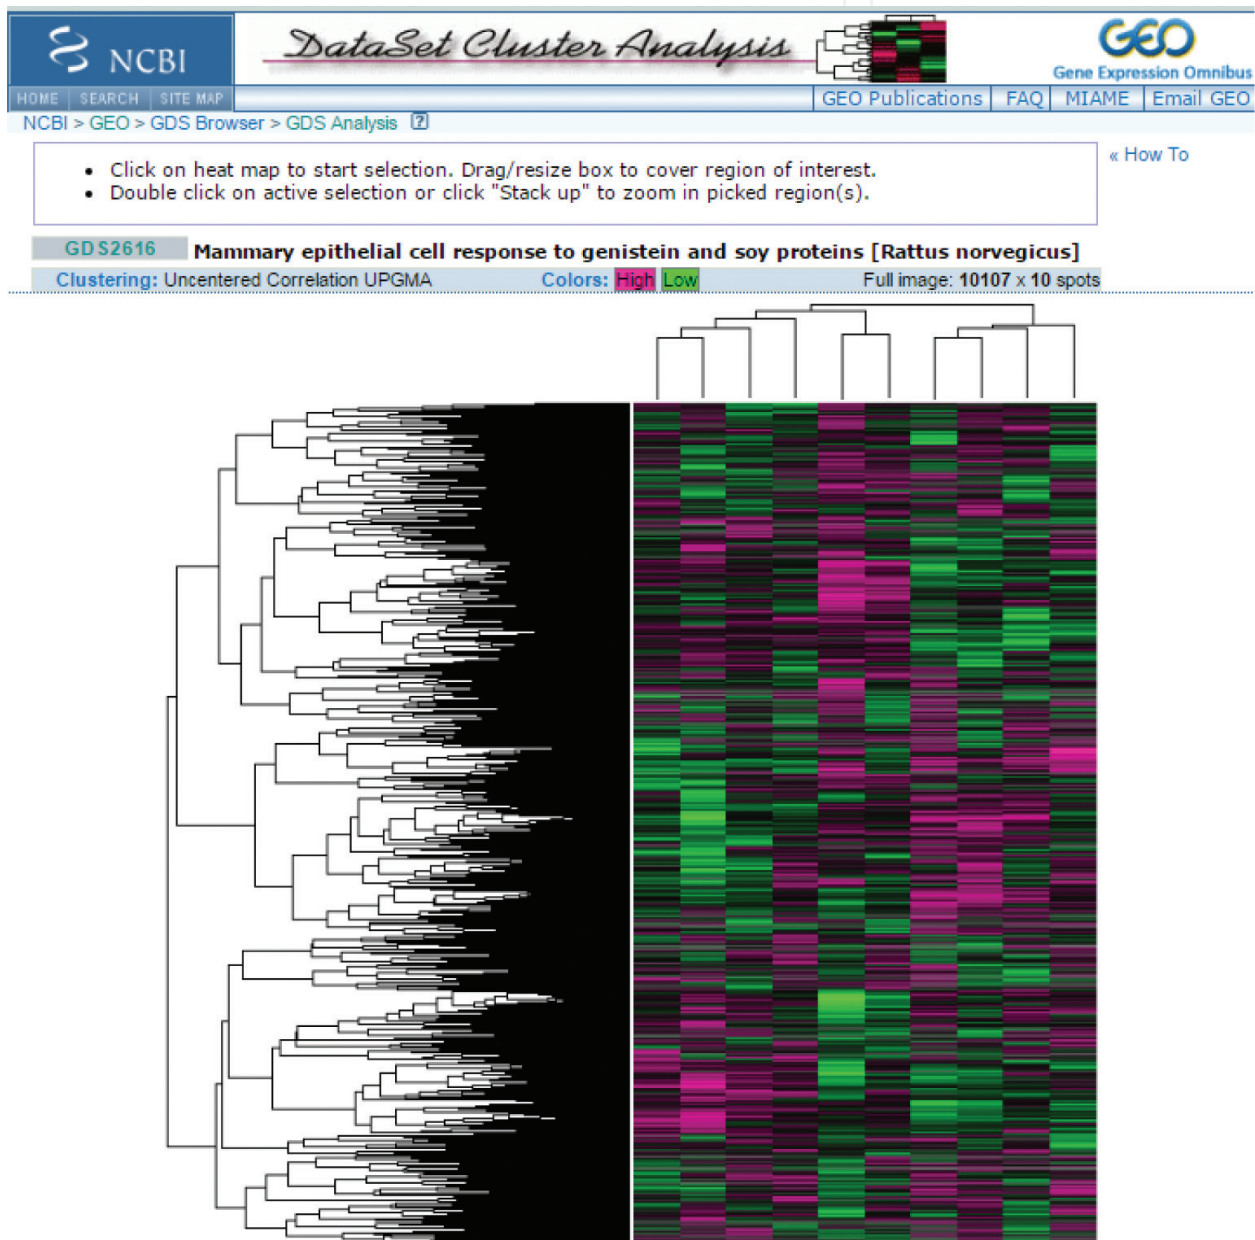 NCBI
DataSet Cluster Analysis
GEO
Gene Expression Omnibus
HOME | SEARCH | SITE MAP
GEO Publications | FAQ | MIAME | Email GEO
NCBI > GEO > GDS Browser > GDS Analysis ?
• Click on heat map to start selection. Drag/resize box to cover region of interest.
• Double click on active selection or click "Stack up" to zoom in picked region(s).
« How To
GDS2616 Mammary epithelial cell response to genistein and soy proteins [Rattus norvegicus]
Clustering: Uncentered Correlation UPGMA Colors: High Low Full image: 10107 x 10 spots